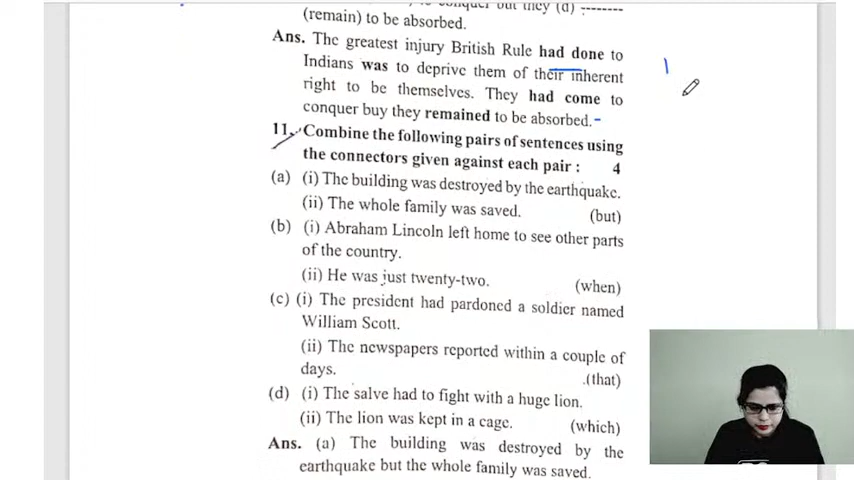 (remain) to be absorbed.
Ans. The greatest injury British Rule had done to
Indians was to deprive them of their inherent
right to be themselves. They had come to
conquer buy they remained to be absorbed.
11. Combine the following pairs of sentences using
the connectors given against each pair : 4
(a) (i) The building was destroyed by the earthquake.
(ii) The whole family was saved. (but)
(b) (i) Abraham Lincoln left home to see other parts
of the country.
(ii) He was just twenty-two. (when)
(c) (i) The president had pardoned a soldier named
William Scott.
(ii) The newspapers reported within a couple of
days. .(that)
(d) (i) The salve had to fight with a huge lion.
(ii) The lion was kept in a cage. (which)
Ans. (a) The building was destroyed by the
earthquake but the whole family was saved.